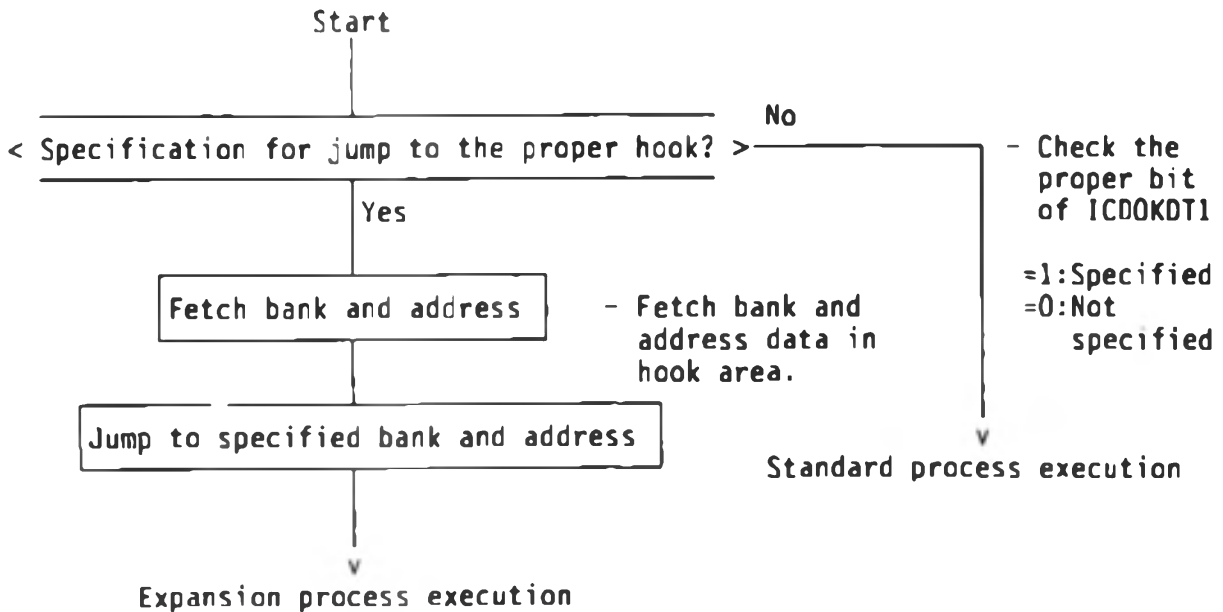 Start
No
< Specification for jump to the proper hook? >
- Check the
proper bit
of ICDOKDT1
Yes
=1:Specified
=0:Not
specified
Fetch bank and address
- Fetch bank and
address data in
hook area.
Jump to specified bank and address
v
Standard process execution
v
Expansion process execution